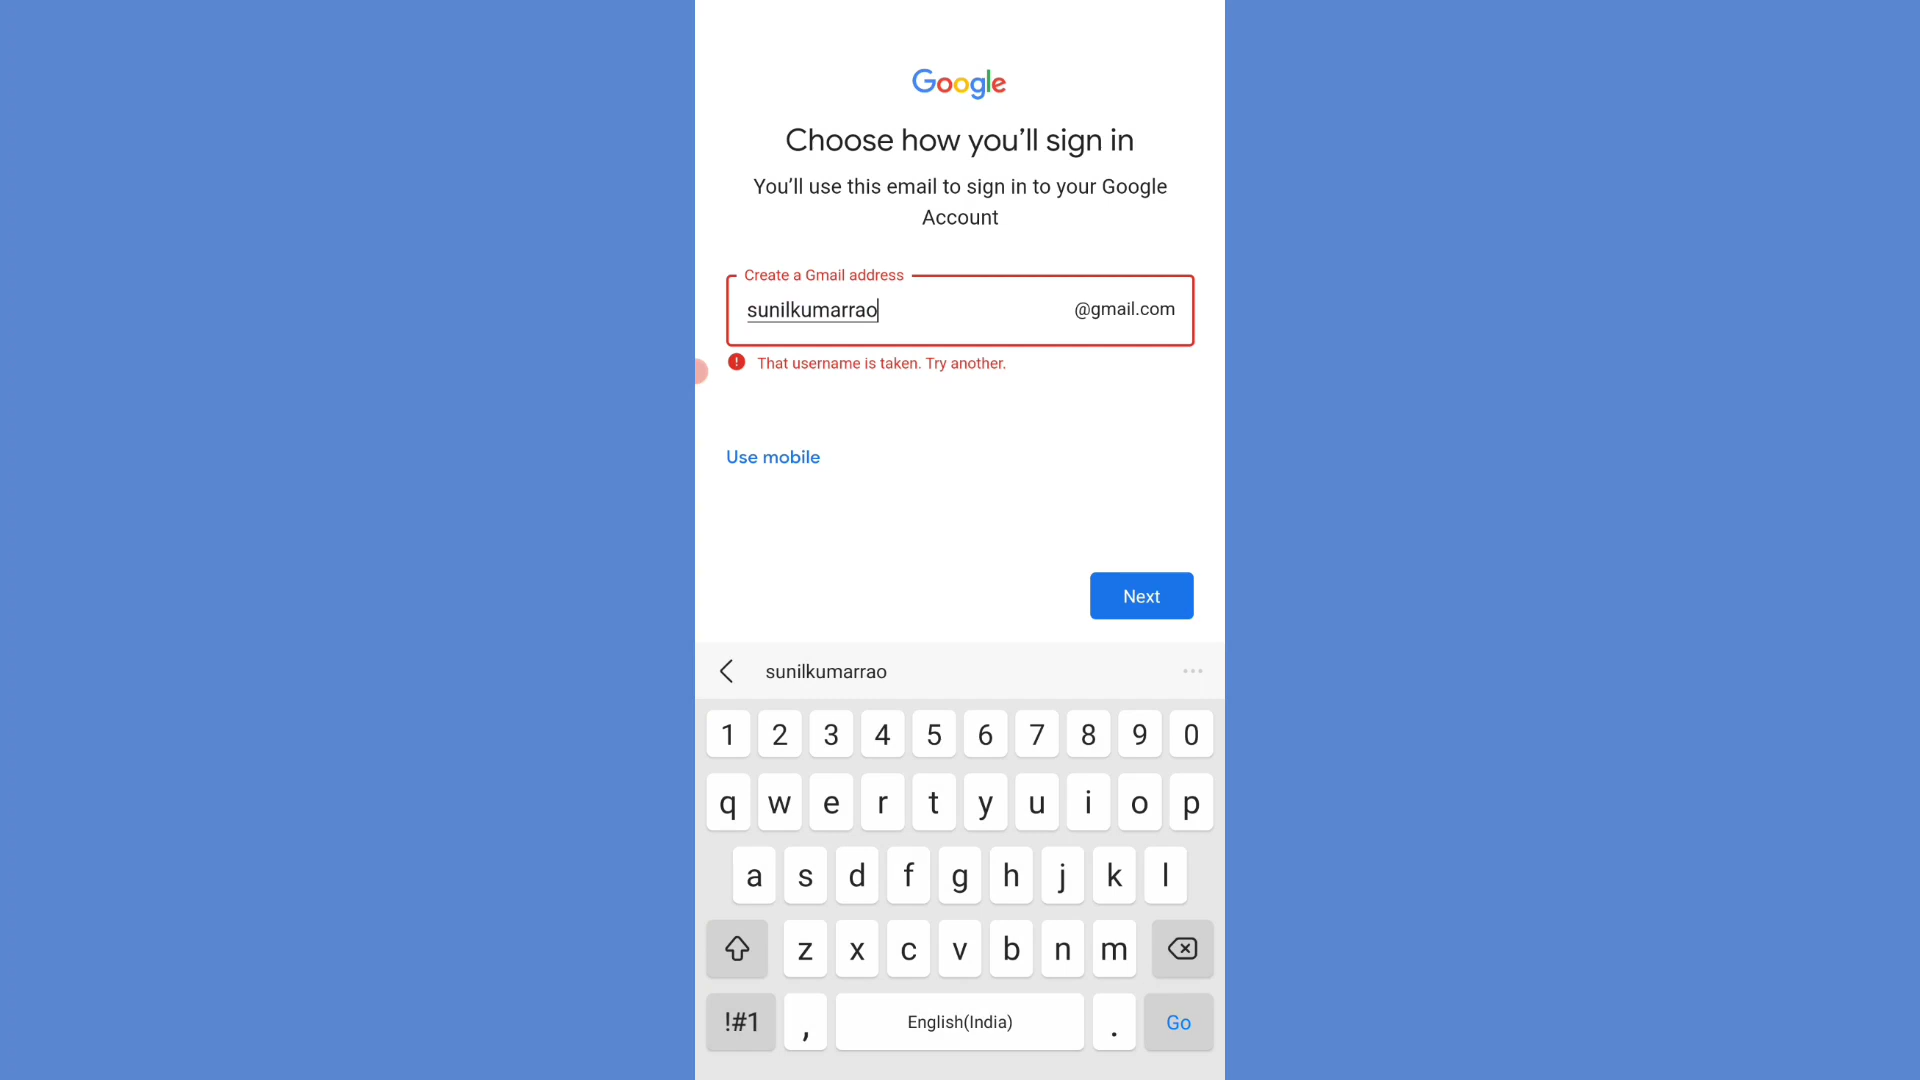 Google
Choose how you’ll sign in
You’ll use this email to sign in to your Google
Account
Create a Gmail address
sunilkumarrao @gmail.com
! That username is taken. Try another.
Use mobile
Next
sunilkumarrao
1 2 3 4 5 6 7 8 9 0
q w e r t y u i o p
a s d f g h j k l
z x c v b n m
!#1 , English(India) . Go